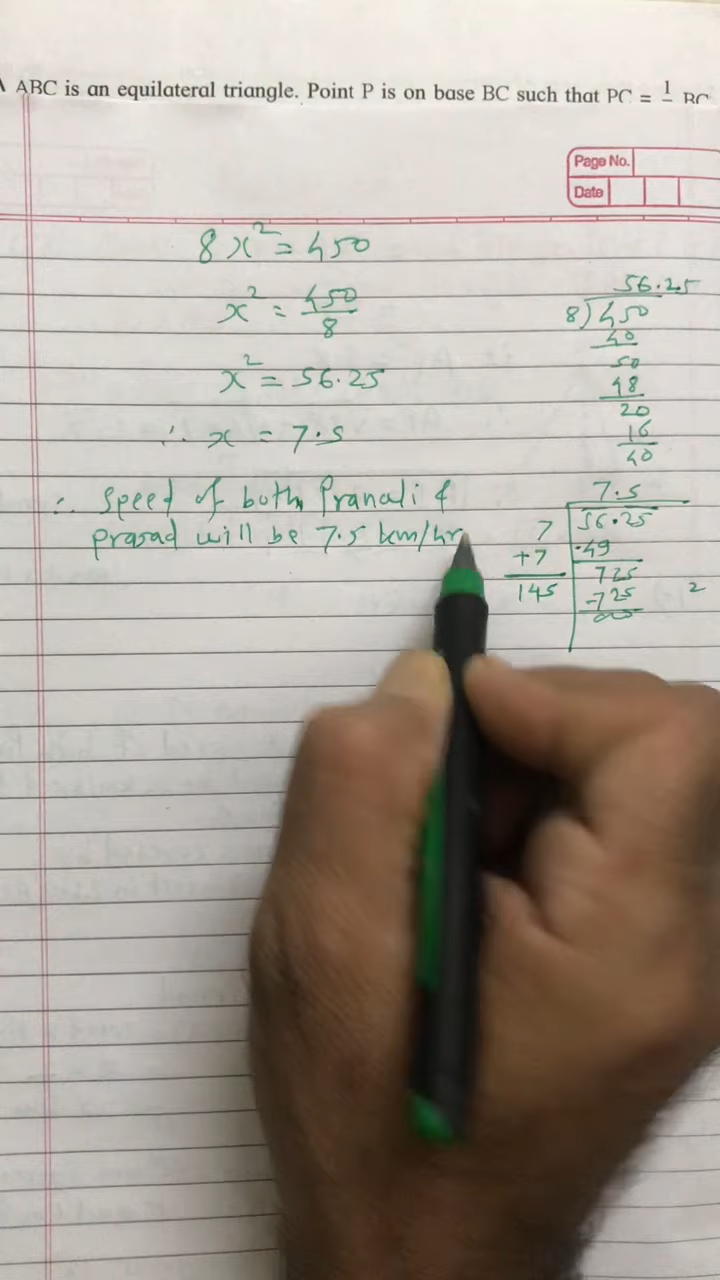 ABC is an equilateral triangle. Point P is on base BC such that PC = 1 BC
Page No.
Date
8x² = 450
x² = 450/8
x² = 56.25
∴ x = 7.5
∴ Speed of both Pranali &
prasad will be 7.5 km/hr
56.25
8) 450
40
50
48
20
16
40
7.5
7 56.25
+7 -49
145 725
-725
000
2